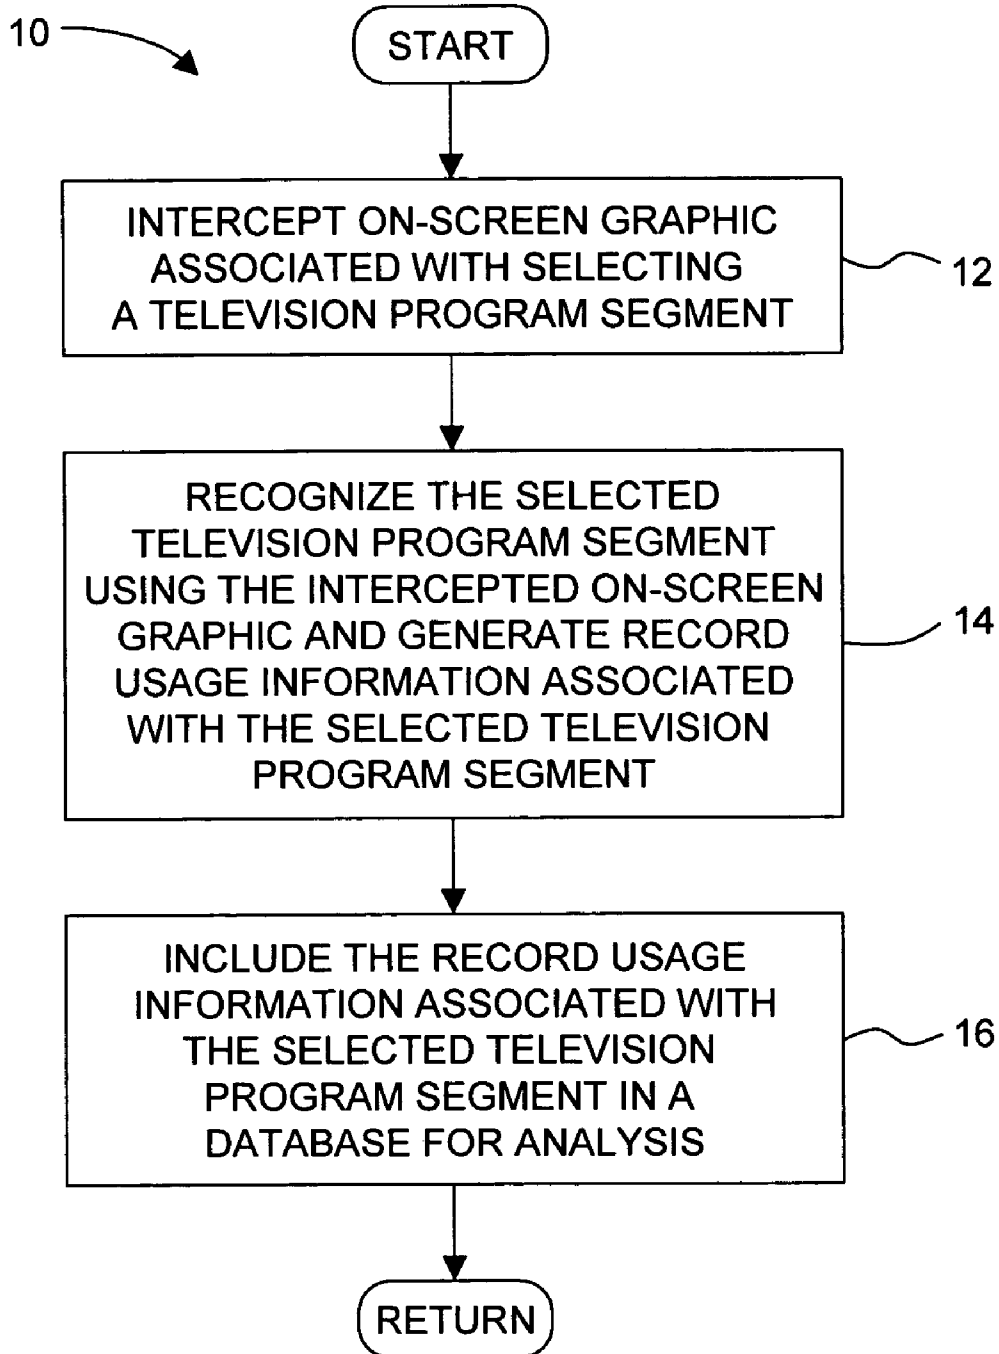 10
START
INTERCEPT ON-SCREEN GRAPHIC
ASSOCIATED WITH SELECTING
A TELEVISION PROGRAM SEGMENT
12
RECOGNIZE THE SELECTED
TELEVISION PROGRAM SEGMENT
USING THE INTERCEPTED ON-SCREEN
GRAPHIC AND GENERATE RECORD
USAGE INFORMATION ASSOCIATED
WITH THE SELECTED TELEVISION
PROGRAM SEGMENT
14
INCLUDE THE RECORD USAGE
INFORMATION ASSOCIATED WITH
THE SELECTED TELEVISION
PROGRAM SEGMENT IN A
DATABASE FOR ANALYSIS
16
RETURN